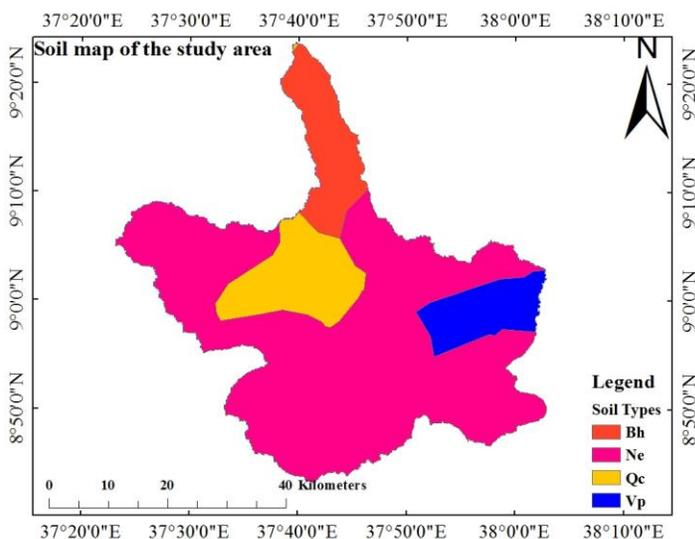 37°20'0"E 37°30'0"E 37°40'0"E 37°50'0"E 38°0'0"E 38°10'0"E
Soil map of the study area
N
9°20'0"N 9°20'0"N
9°10'0"N 9°10'0"N
9°0'0"N 9°0'0"N
8°50'0"N 8°50'0"N
Legend
Soil Types
Bh
Ne
Qc
Vp
0 10 20 40 Kilometers
37°20'0"E 37°30'0"E 37°40'0"E 37°50'0"E 38°0'0"E 38°10'0"E